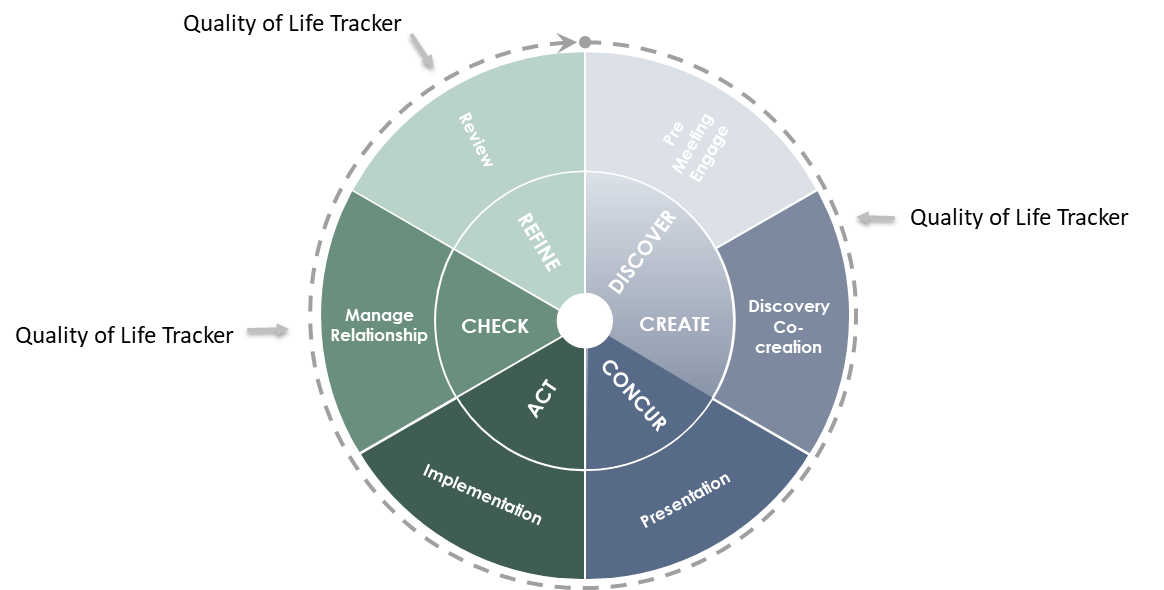 Quality of Life Tracker
Review
Pre
Meeting
Engage
REFINE
DISCOVER
Quality of Life Tracker
Manage
Relationship
CHECK
CREATE
Discovery
Co-
creation
Quality of Life Tracker
ACT
CONCUR
Implementation
Presentation